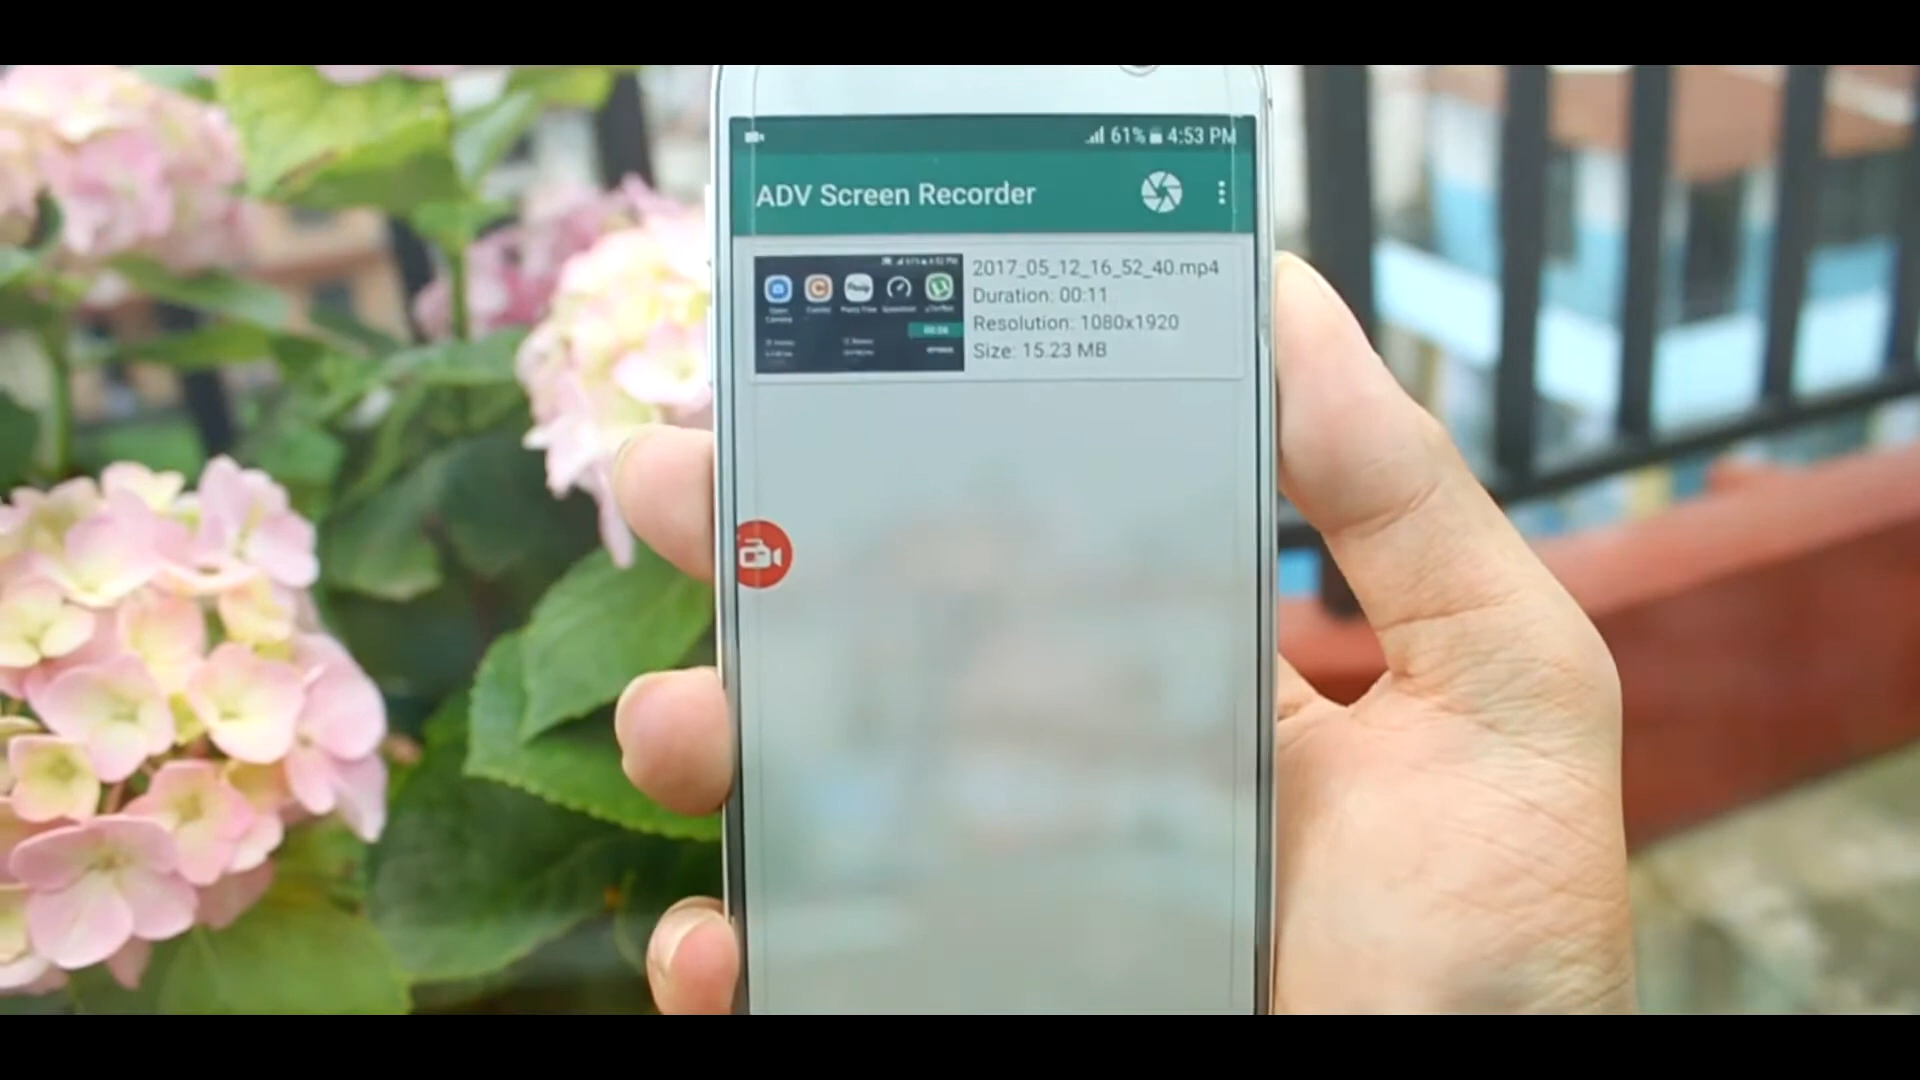 61% 4:53 PM
ADV Screen Recorder
2017_05_12_16_52_40.mp4
Duration: 00:11
Resolution: 1080x1920
Size: 15.23 MB